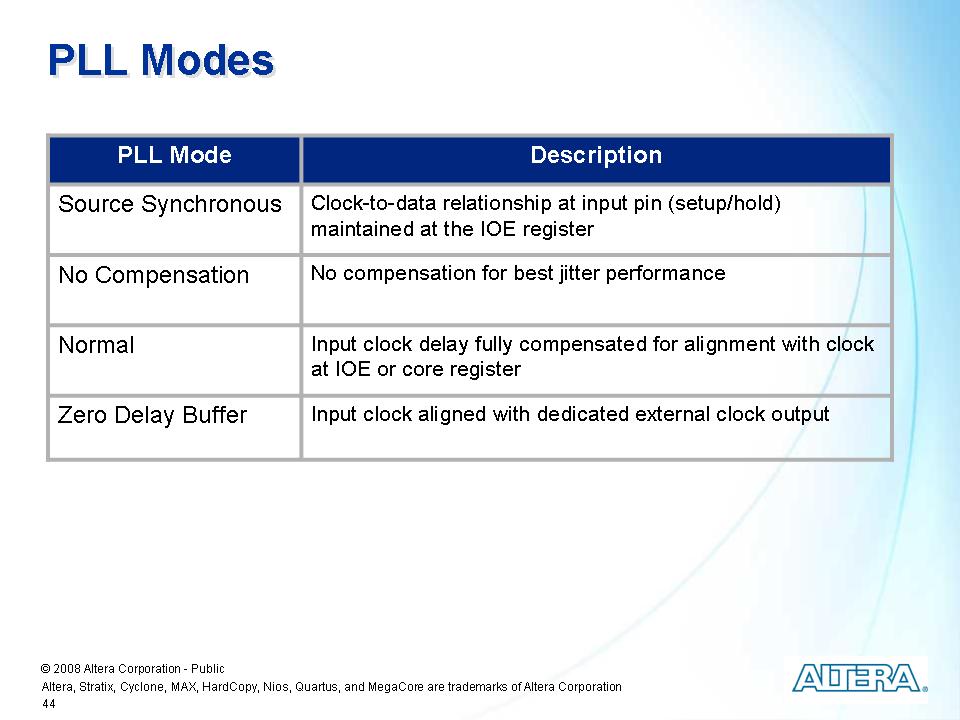 PLL Modes
PLL Mode
Description
Source Synchronous
Clock-to-data relationship at input pin (setup/hold)
maintained at the IOE register
No Compensation
No compensation for best jitter performance
Normal
Input clock delay fully compensated for alignment with clock
at IOE or core register
Zero Delay Buffer
Input clock aligned with dedicated external clock output
© 2008 Altera Corporation - Public
Altera, Stratix, Cyclone, MAX, HardCopy, Nios, Quartus, and MegaCore are trademarks of Altera Corporation
44
ALTERA®